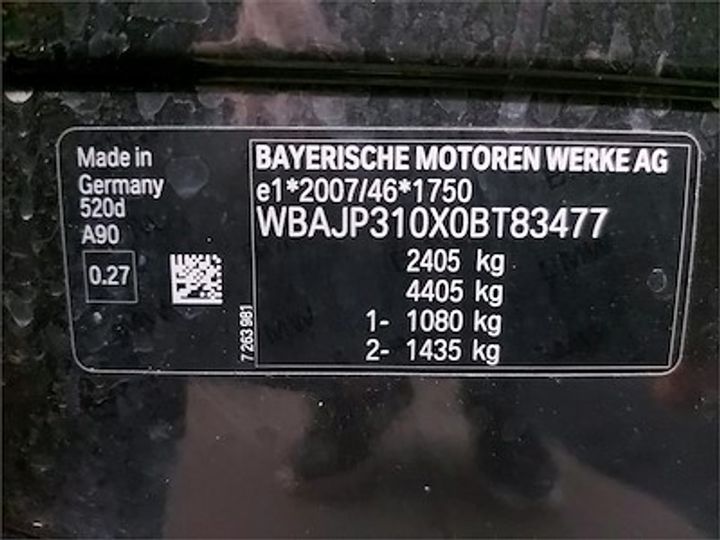 Made in
Germany
520d
A90
0.27
7 263 981
BAYERISCHE MOTOREN WERKE AG
e1*2007/46*1750
WBAJP310X0BT83477
2405 kg
4405 kg
1- 1080 kg
2- 1435 kg